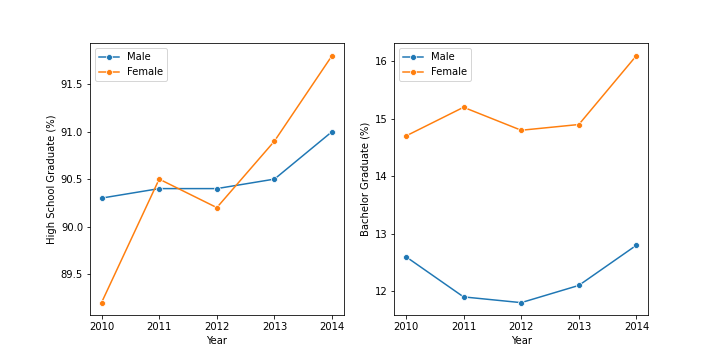 Male
Female
91.5
91.0
90.5
90.0
89.5
High School Graduate (%)
2010 2011 2012 2013 2014
Year
Male
Female
16
15
14
13
12
Bachelor Graduate (%)
2010 2011 2012 2013 2014
Year